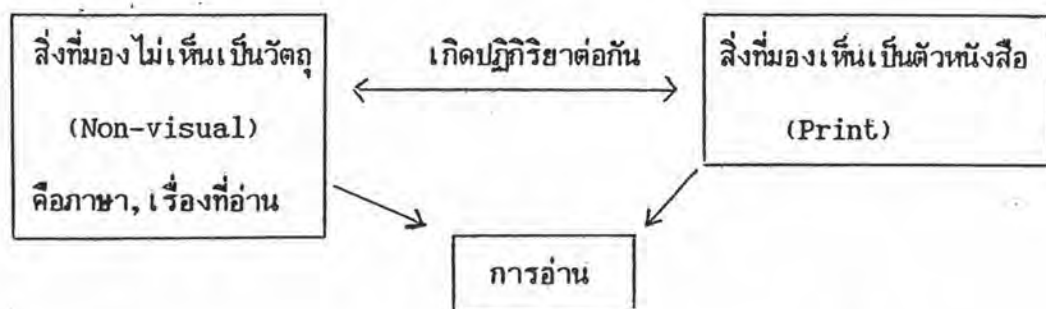 สิ่งที่มองไม่เห็นเป็นวัตถุ
(Non-visual)
คือภาษา, เรื่องที่อ่าน
เกิดปฏิกิริยาต่อกัน
สิ่งที่มองเห็นเป็นตัวหนังสือ
(Print)
การอ่าน